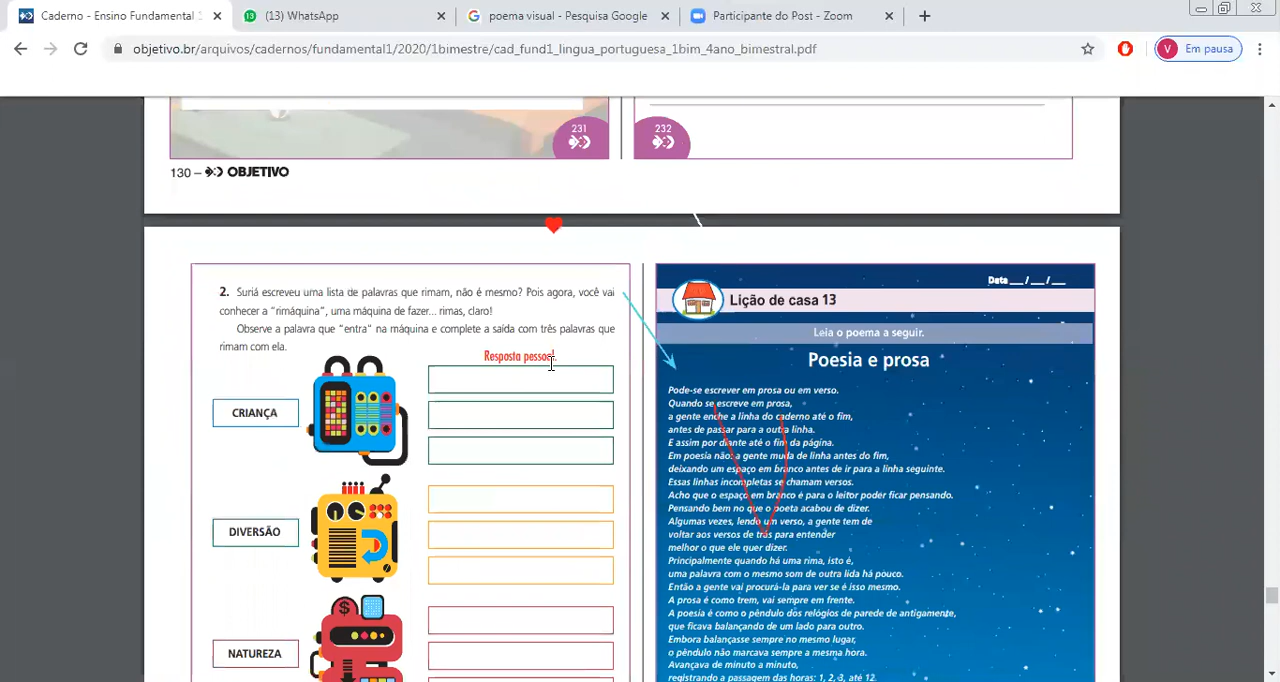 Caderno - Ensino Fundamental
(13) WhatsApp
poema visual - Pesquisa Google
Participante do Post - Zoom
objetivo.br/arquivos/cadernos/fundamental1/2020/1bimestre/cad_fund1_lingua_portuguesa_1bim_4ano_bimestral.pdf
V Em pausa
231
232
130 – OBJETIVO
2. Suriá escreveu uma lista de palavras que rimam, não é mesmo? Pois agora, você vai
conhecer a "rimáquina", uma máquina de fazer... rimas, claro!
Observe a palavra que "entra" na máquina e complete a saída com três palavras que
rimam com ela.
Resposta pessoal.
CRIANÇA
DIVERSÃO
$
NATUREZA
Data ___ / ___ / ___
Lição de casa 13
Leia o poema a seguir.
Poesia e prosa
Pode-se escrever em prosa ou em verso.
Quando se escreve em prosa,
a gente enche a linha do caderno até o fim,
antes de passar para a outra linha.
E assim por diante até o fim da página.
Em poesia não: a gente muda de linha antes do fim,
deixando um espaço em branco antes de ir para a linha seguinte.
Essas linhas incompletas se chamam versos.
Acho que o espaço em branco é para o leitor poder ficar pensando.
Pensando bem no que o poeta acabou de dizer.
Algumas vezes, lendo um verso, a gente tem de
voltar aos versos de trás para entender
melhor o que ele quer dizer.
Principalmente quando há uma rima, isto é,
uma palavra com o mesmo som de outra lida há pouco.
Então a gente vai procurá-la para ver se é isso mesmo.
A prosa é como trem, vai sempre em frente.
A poesia é como o pêndulo dos relógios de parede de antigamente,
que ficava balançando de um lado para outro.
Embora balançasse sempre no mesmo lugar,
o pêndulo não marcava sempre a mesma hora.
Avançava de minuto a minuto,
registrando a passagem das horas: 1, 2, 3, até 12.